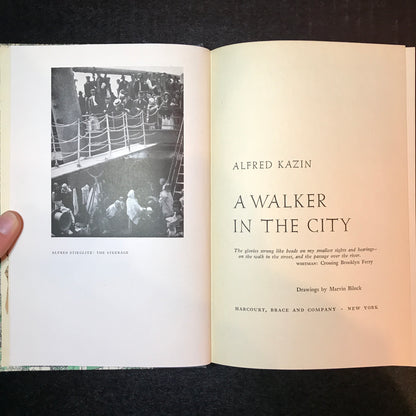 ALFRED STIEGLITZ: THE STEERAGE
ALFRED KAZIN
A WALKER
IN THE CITY
The glories strung like beads on my smallest sights and hearings—
on the walk in the street, and the passage over the river.
WHITMAN: Crossing Brooklyn Ferry
Drawings by Marvin Bileck
HARCOURT, BRACE AND COMPANY · NEW YORK